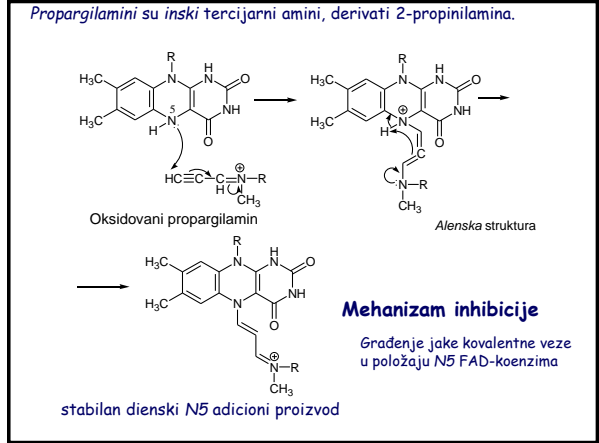 Propargilamini su inski tercijarni amini, derivati 2-propinilamina.
R
H3C
H3C
N
H
N
O
NH
O
5
H
N:
HC≡C—C=N—R
H
CH3
Oksidovani propargilamin
R
H3C
H3C
N
H
N
O
NH
O
H
N
C
N—R
CH3
Alenska struktura
R
H3C
H3C
N
H
N
O
NH
N
O
N—R
CH3
stabilan dienski N5 adicioni proizvod
Mehanizam inhibicije
Građenje jake kovalentne veze
u položaju N5 FAD-koenzima